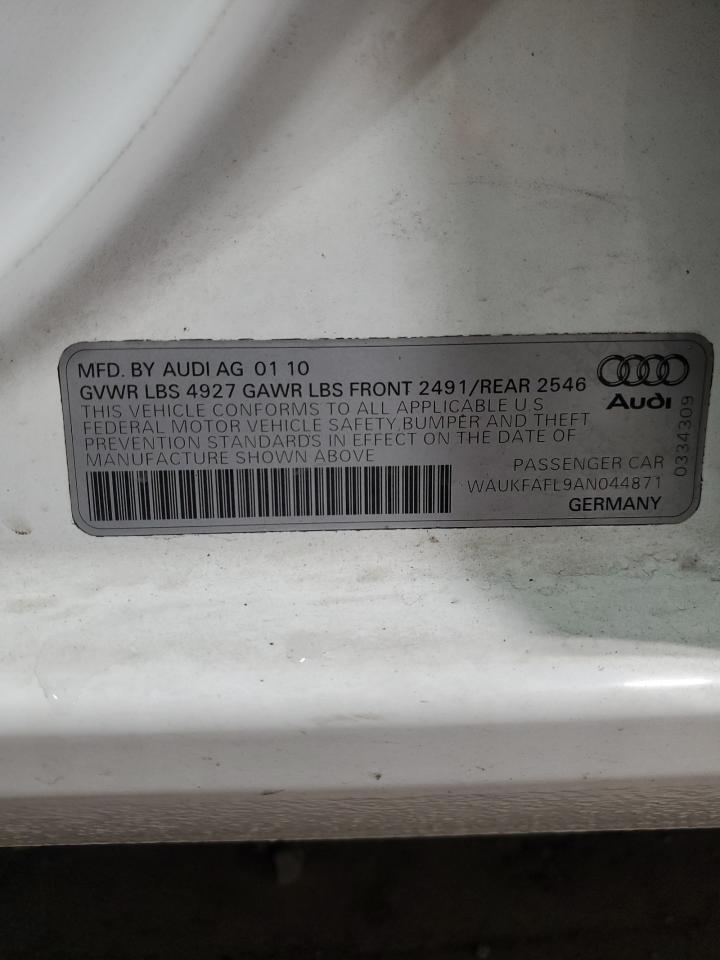 MFD. BY AUDI AG 01 10
GVWR LBS 4927 GAWR LBS FRONT 2491/REAR 2546
THIS VEHICLE CONFORMS TO ALL APPLICABLE U.S
FEDERAL MOTOR VEHICLE SAFETY,BUMPER AND THEFT
PREVENTION STANDARDS IN EFFECT ON THE DATE OF
MANUFACTURE SHOWN ABOVE
Audi
0334309
PASSENGER CAR
WAUKFAFL9AN044871
GERMANY